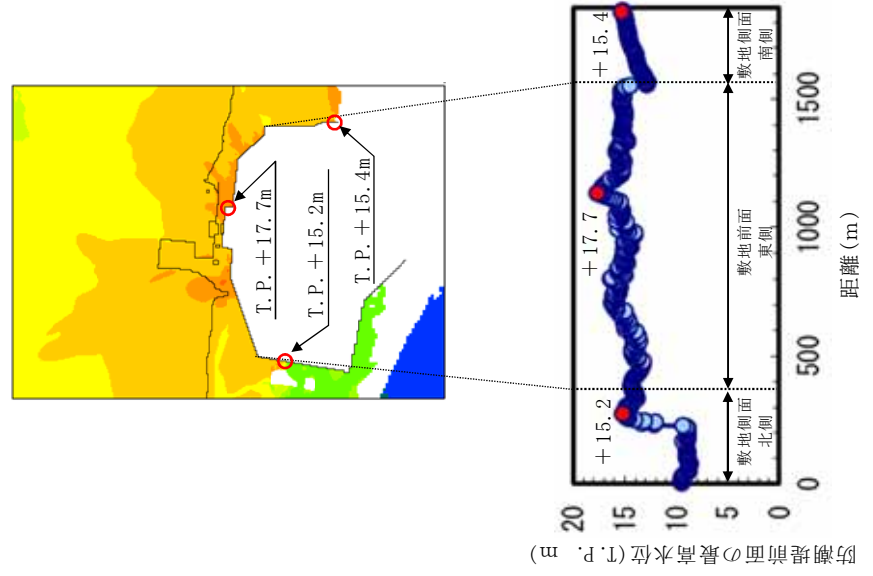 T.P. +17.7m
T.P. +15.2m
T.P. +15.4m
防潮堤前面の最高水位(T.P. m)
20
15
10
5
0
+15.2
+17.7
+15.4
敷地側面
北側
敷地前面
東側
敷地側面
南側
0
500
1000
1500
距離(m)